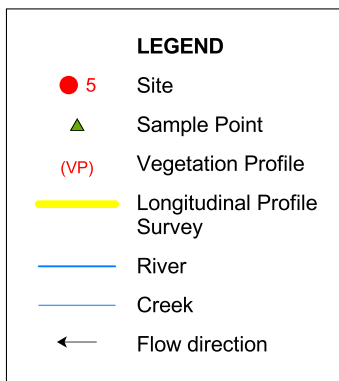 LEGEND
5 Site
Sample Point
(VP) Vegetation Profile
Longitudinal Profile
Survey
River
Creek
Flow direction